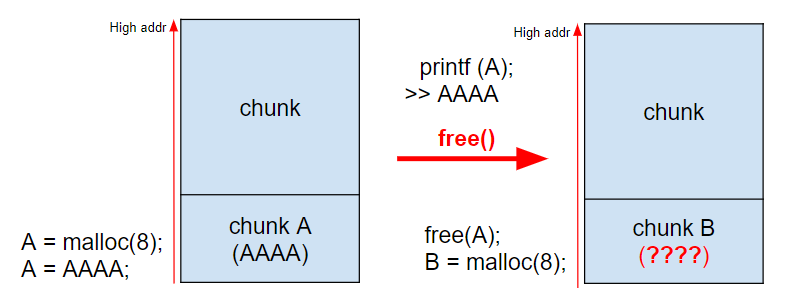 High addr
chunk
chunk A
(AAAA)
A = malloc(8);
A = AAAA;
printf (A);
>> AAAA
free()
free(A);
B = malloc(8);
High addr
chunk
chunk B
(????)